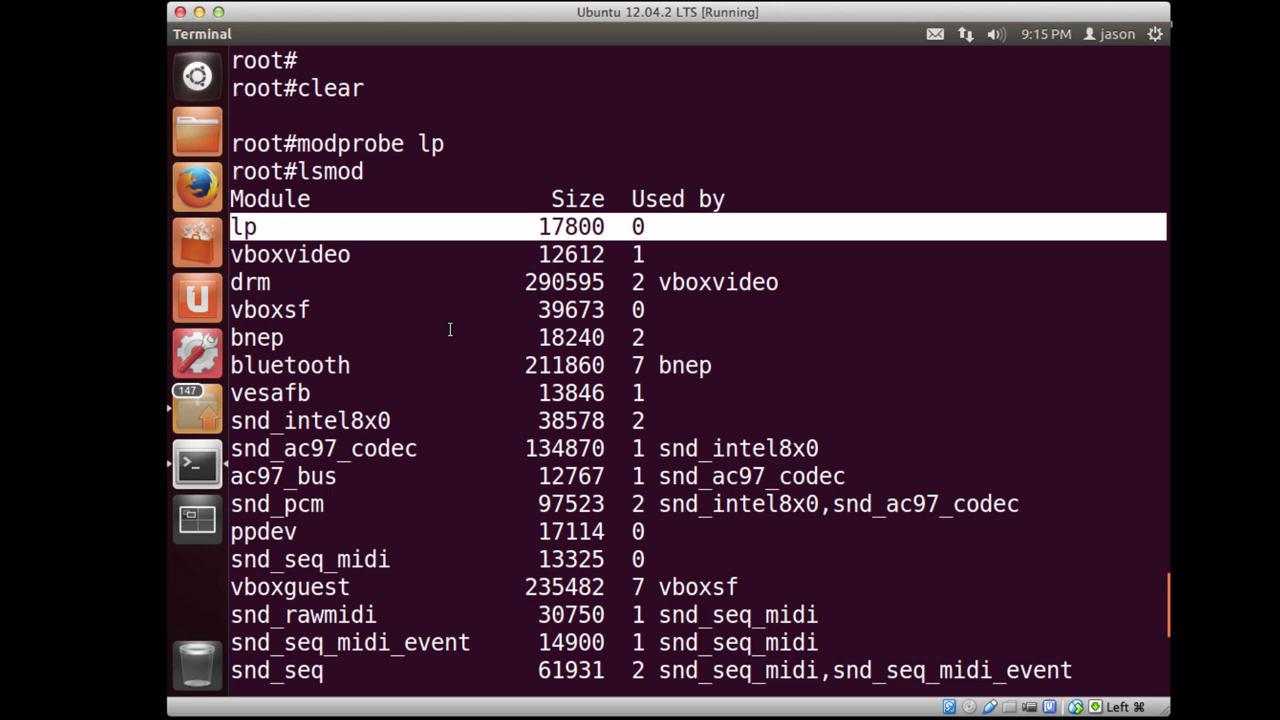 Ubuntu 12.04.2 LTS [Running]
Terminal 9:15 PM jason
root#
root#clear
root#modprobe lp
root#lsmod
Module Size Used by
lp 17800 0
vboxvideo 12612 1
drm 290595 2 vboxvideo
vboxsf 39673 0
bnep 18240 2
bluetooth 211860 7 bnep
vesafb 13846 1
147
snd_intel8x0 38578 2
snd_ac97_codec 134870 1 snd_intel8x0
ac97_bus 12767 1 snd_ac97_codec
snd_pcm 97523 2 snd_intel8x0,snd_ac97_codec
ppdev 17114 0
snd_seq_midi 13325 0
vboxguest 235482 7 vboxsf
snd_rawmidi 30750 1 snd_seq_midi
snd_seq_midi_event 14900 1 snd_seq_midi
snd_seq 61931 2 snd_seq_midi,snd_seq_midi_event
Left ⌘